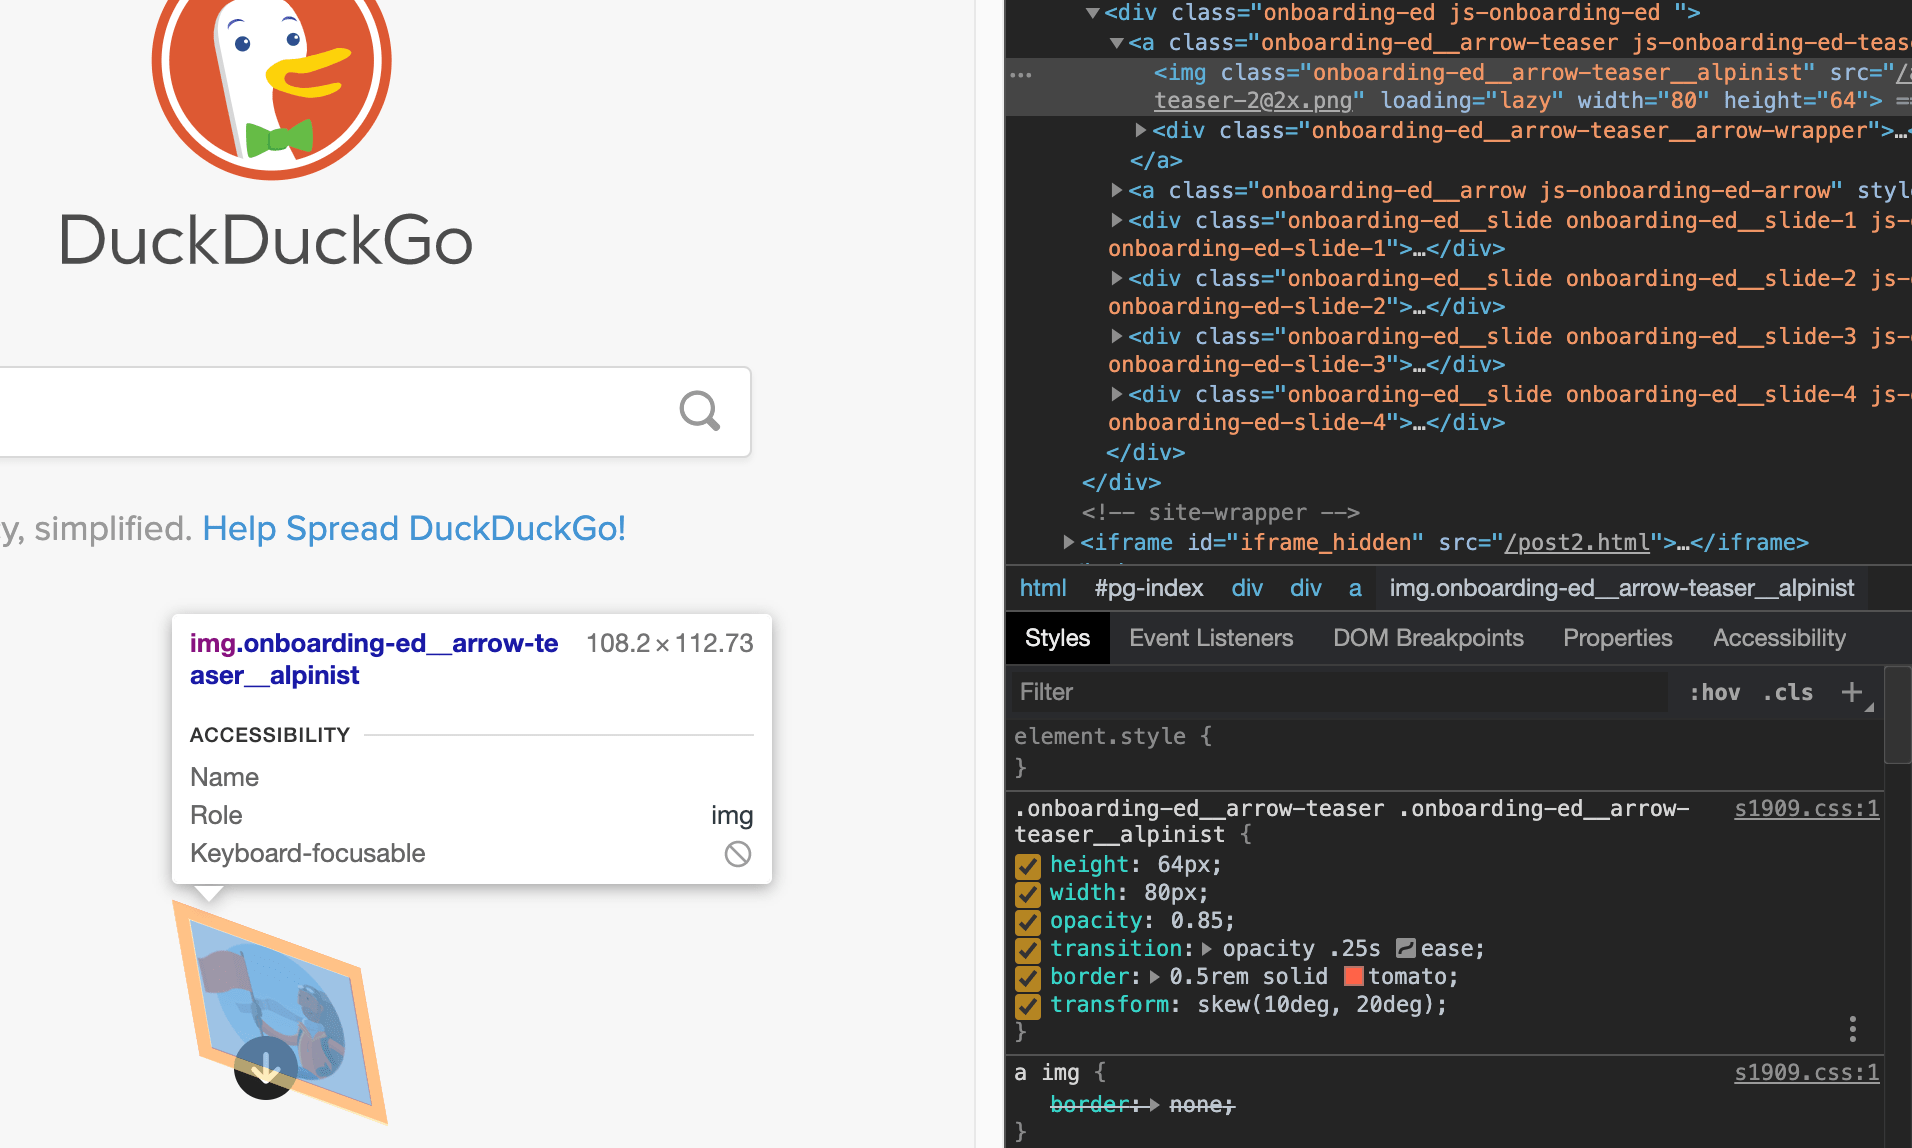 DuckDuckGo
y, simplified. Help Spread DuckDuckGo!
img.onboarding-ed__arrow-te
aser__alpinist
108.2 × 112.73
ACCESSIBILITY
Name
Role img
Keyboard-focusable
<div class="onboarding-ed js-onboarding-ed ">
<a class="onboarding-ed__arrow-teaser js-onboarding-ed-teas
<img class="onboarding-ed__arrow-teaser__alpinist" src="/a
teaser-2@2x.png" loading="lazy" width="80" height="64"> ==
<div class="onboarding-ed__arrow-teaser__arrow-wrapper">…<
</a>
<a class="onboarding-ed__arrow js-onboarding-ed-arrow" styl
<div class="onboarding-ed__slide onboarding-ed__slide-1 js-
onboarding-ed-slide-1">…</div>
<div class="onboarding-ed__slide onboarding-ed__slide-2 js-
onboarding-ed-slide-2">…</div>
<div class="onboarding-ed__slide onboarding-ed__slide-3 js-
onboarding-ed-slide-3">…</div>
<div class="onboarding-ed__slide onboarding-ed__slide-4 js-
onboarding-ed-slide-4">…</div>
</div>
</div>
<!-- site-wrapper -->
<iframe id="iframe_hidden" src="/post2.html">…</iframe>
html #pg-index div div a img.onboarding-ed__arrow-teaser__alpinist
Styles Event Listeners DOM Breakpoints Properties Accessibility
Filter :hov .cls +
element.style {
}
.onboarding-ed__arrow-teaser .onboarding-ed__arrow- s1909.css:1
teaser__alpinist {
height: 64px;
width: 80px;
opacity: 0.85;
transition: opacity .25s ease;
border: 0.5rem solid tomato;
transform: skew(10deg, 20deg);
}
a img { s1909.css:1
border: none;
}